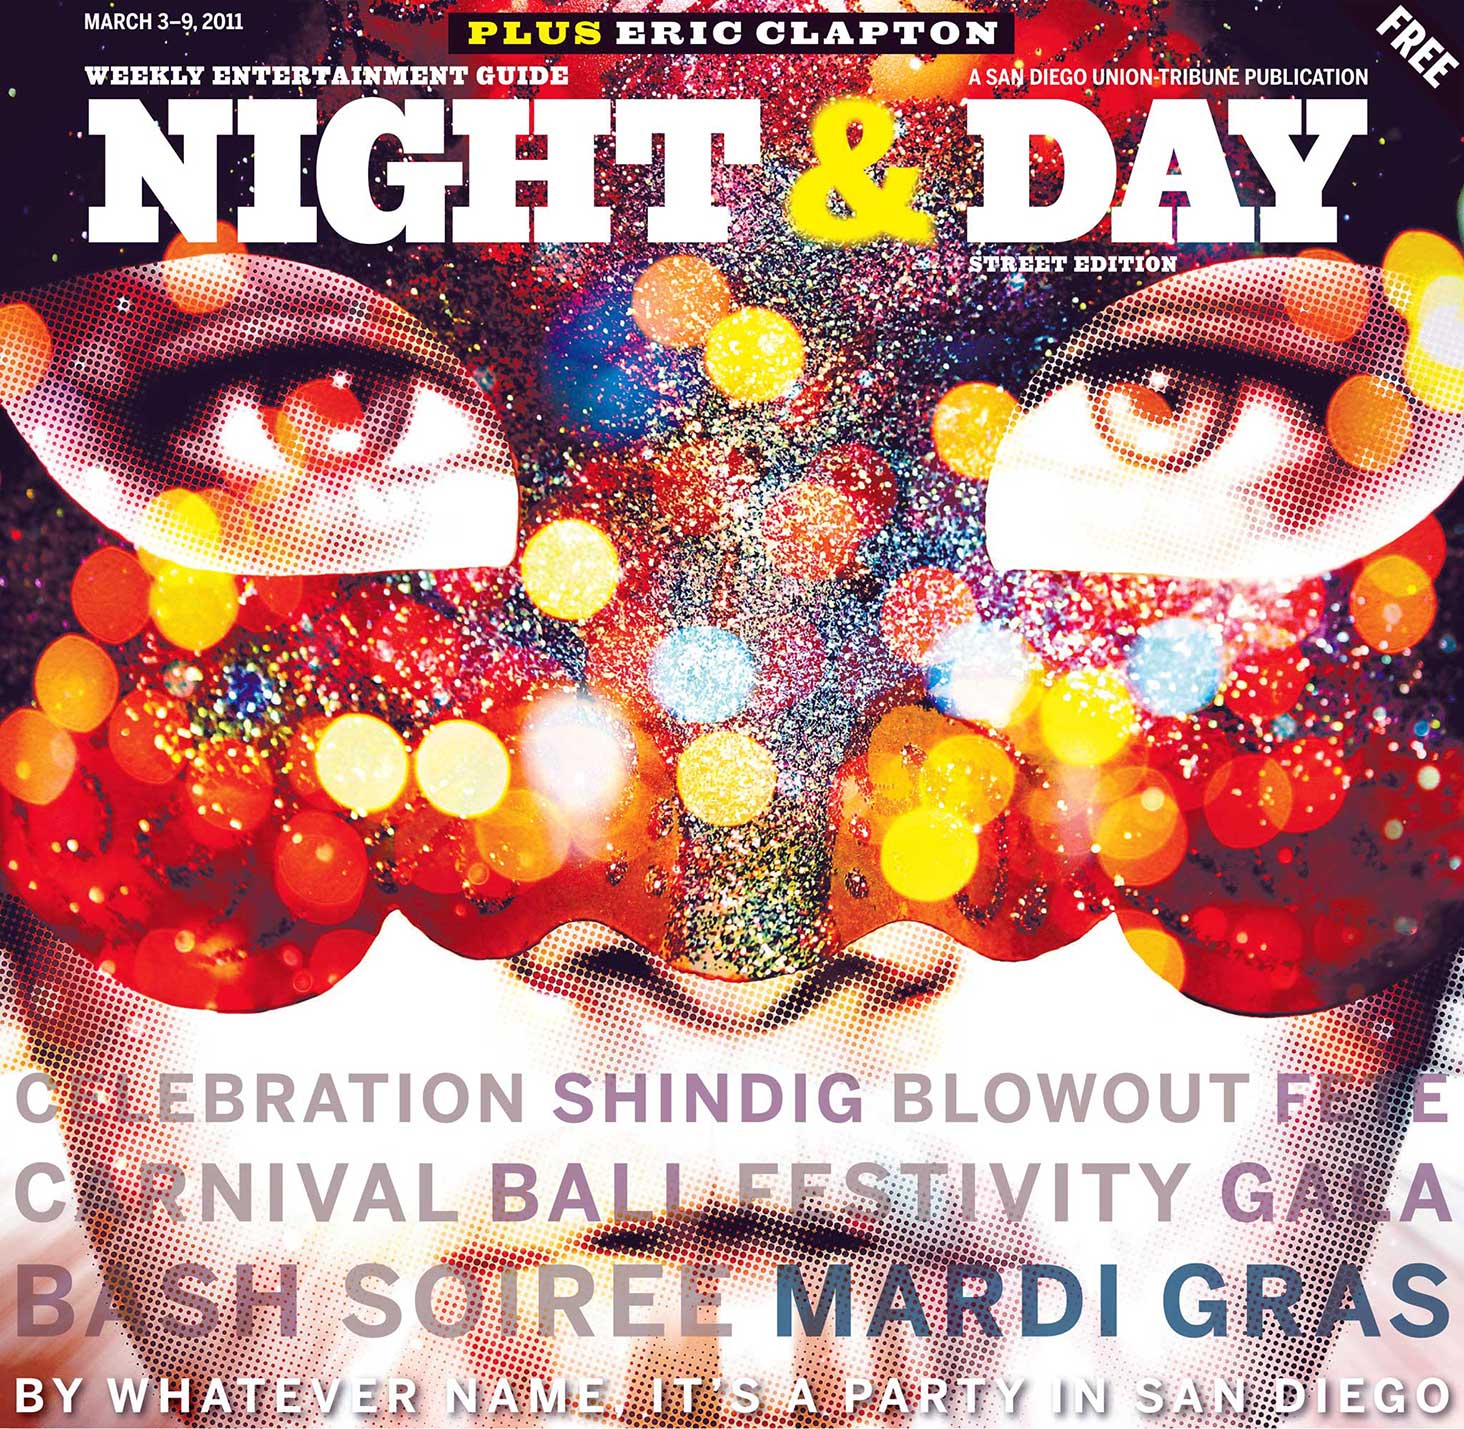 MARCH 3–9, 2011
PLUS ERIC CLAPTON
FREE
WEEKLY ENTERTAINMENT GUIDE
A SAN DIEGO UNION-TRIBUNE PUBLICATION
NIGHT & DAY
STREET EDITION
CELEBRATION SHINDIG BLOWOUT FETE
CARNIVAL BALL FESTIVITY GALA
BASH SOIREE MARDI GRAS
BY WHATEVER NAME, IT'S A PARTY IN SAN DIEGO